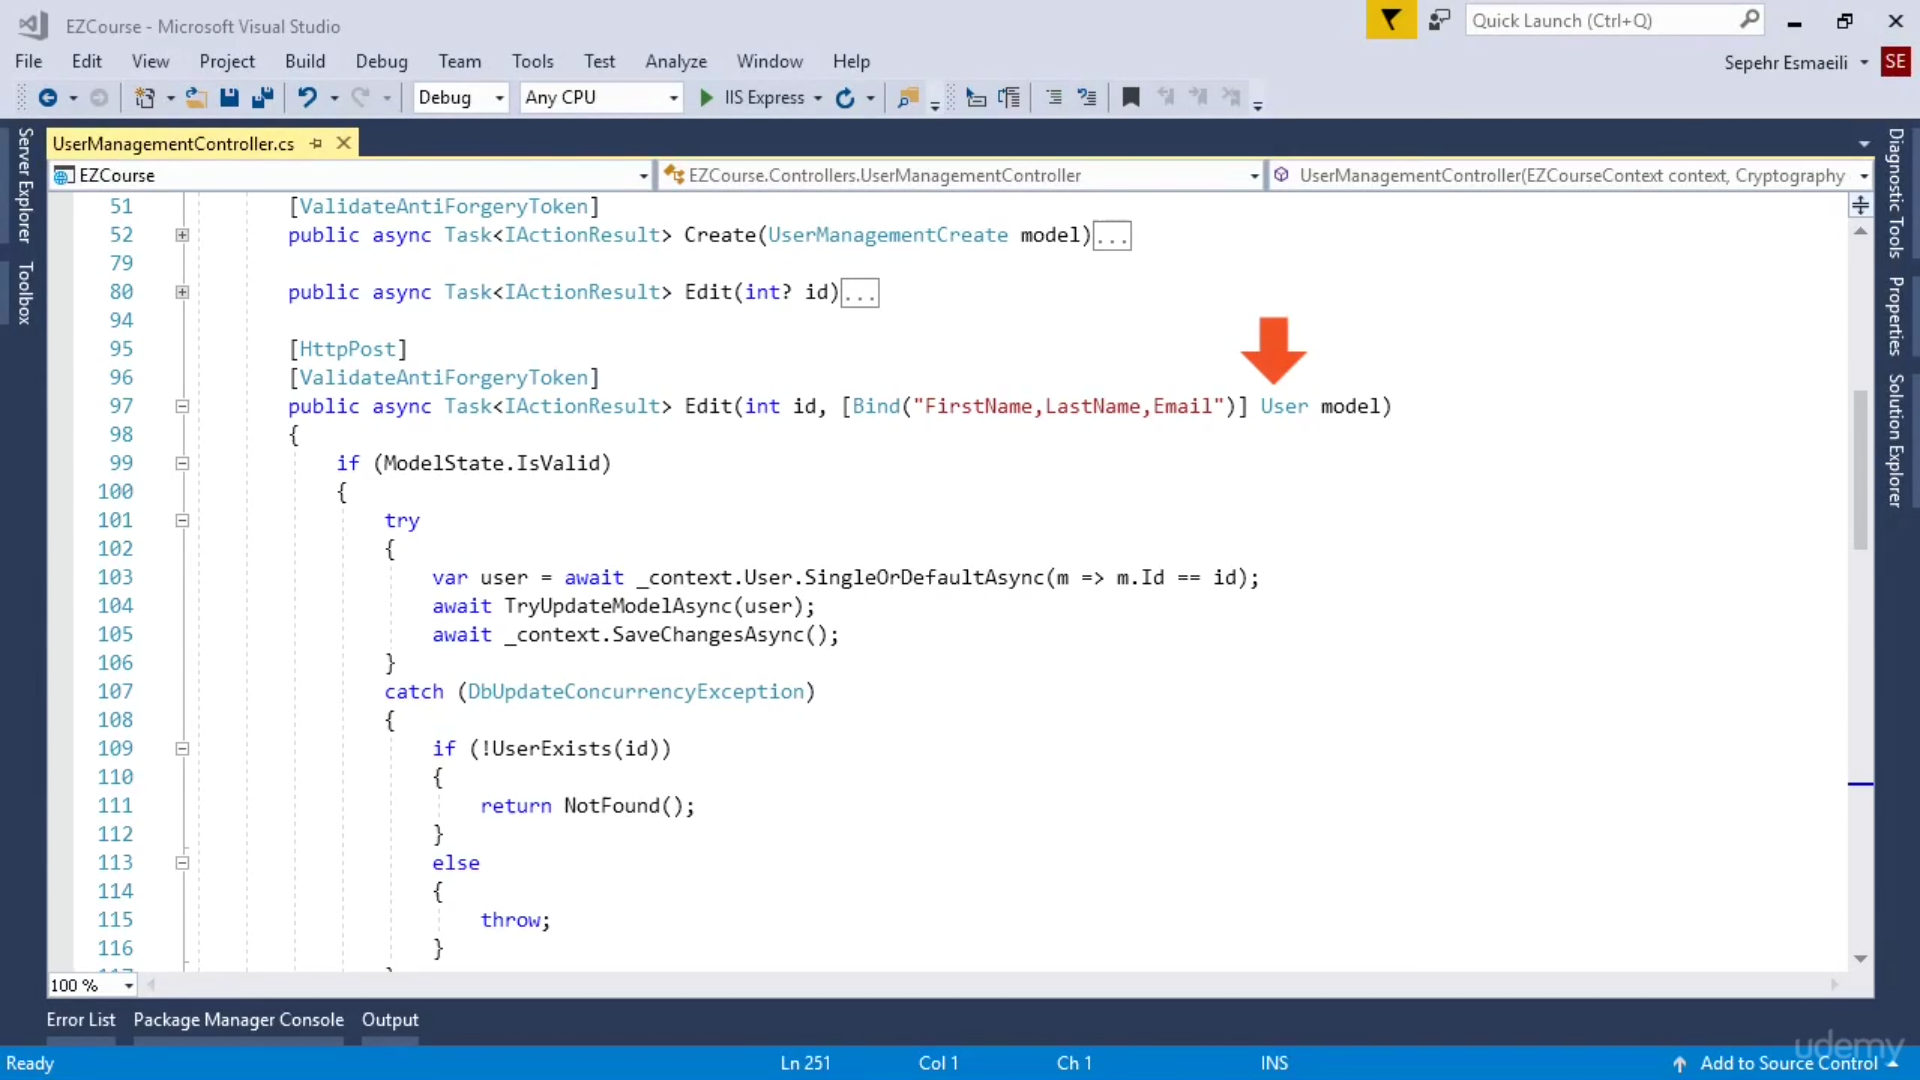 EZCourse - Microsoft Visual Studio
Quick Launch (Ctrl+Q)
File Edit View Project Build Debug Team Tools Test Analyze Window Help
Sepehr Esmaeili SE
Debug Any CPU IIS Express
Server Explorer
Toolbox
UserManagementController.cs
EZCourse EZCourse.Controllers.UserManagementController UserManagementController(EZCourseContext context, Cryptography
51 [ValidateAntiForgeryToken]
52 public async Task<IActionResult> Create(UserManagementCreate model)...
79
80 public async Task<IActionResult> Edit(int? id)...
94
95 [HttpPost]
96 [ValidateAntiForgeryToken]
97 public async Task<IActionResult> Edit(int id, [Bind("FirstName,LastName,Email")] User model)
98 {
99 if (ModelState.IsValid)
100 {
101 try
102 {
103 var user = await _context.User.SingleOrDefaultAsync(m => m.Id == id);
104 await TryUpdateModelAsync(user);
105 await _context.SaveChangesAsync();
106 }
107 catch (DbUpdateConcurrencyException)
108 {
109 if (!UserExists(id))
110 {
111 return NotFound();
112 }
113 else
114 {
115 throw;
116 }
Diagnostic Tools
Properties
Solution Explorer
100 %
Error List Package Manager Console Output
Ready Ln 251 Col 1 Ch 1 INS Add to Source Control
udemy